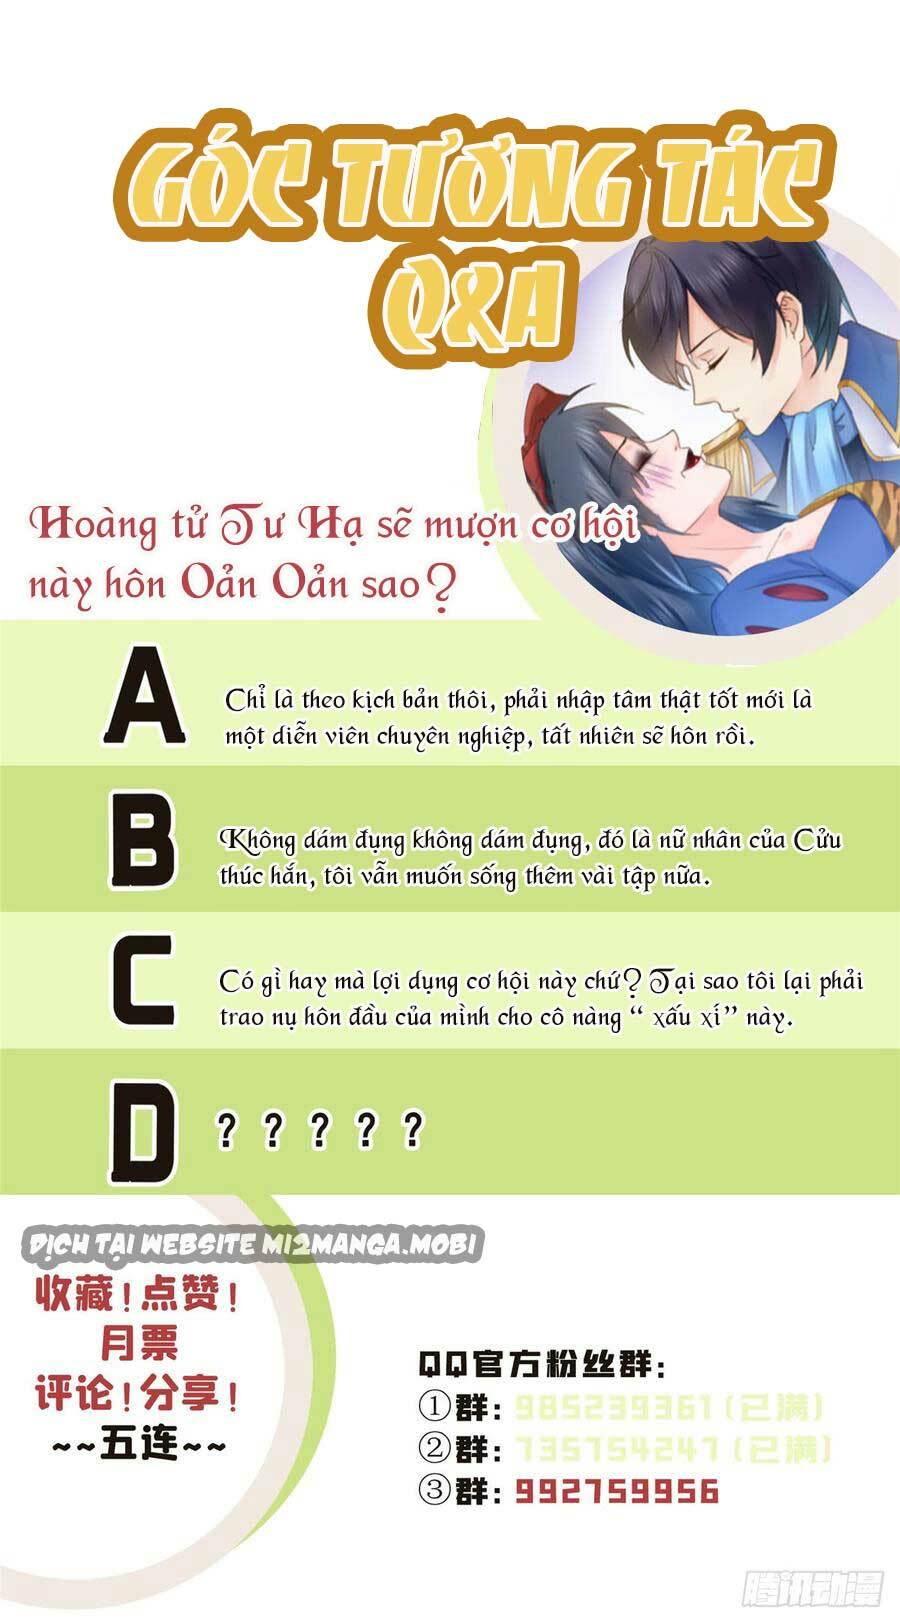 GÓC TƯƠNG TÁC
Q&A
Hoàng tử Tư Hạ sẽ mượn cơ hội
này hôn Oản Oản sao?
A
Chỉ là theo kịch bản thôi, phải nhập tâm thật tốt mới là
một diễn viên chuyên nghiệp, tất nhiên sẽ hôn rồi.
B
Không dám đụng không dám đụng, đó là nữ nhân của Cửu
thúc hắn, tôi vẫn muốn sống thêm vài tập nữa.
C
Có gì hay mà lợi dụng cơ hội này chứ? Tại sao tôi lại phải
trao nụ hôn đầu của mình cho cô nàng “ xấu xí” này.
D
? ? ? ? ?
DỊCH TẠI WEBSITE MI2MANGA.MOBI
收藏!点赞!
月票
评论!分享!
~~五连~~
QQ官方粉丝群:
①群: 985239361(已满)
②群: 735754247(已满)
③群: 992759956
腾讯动漫